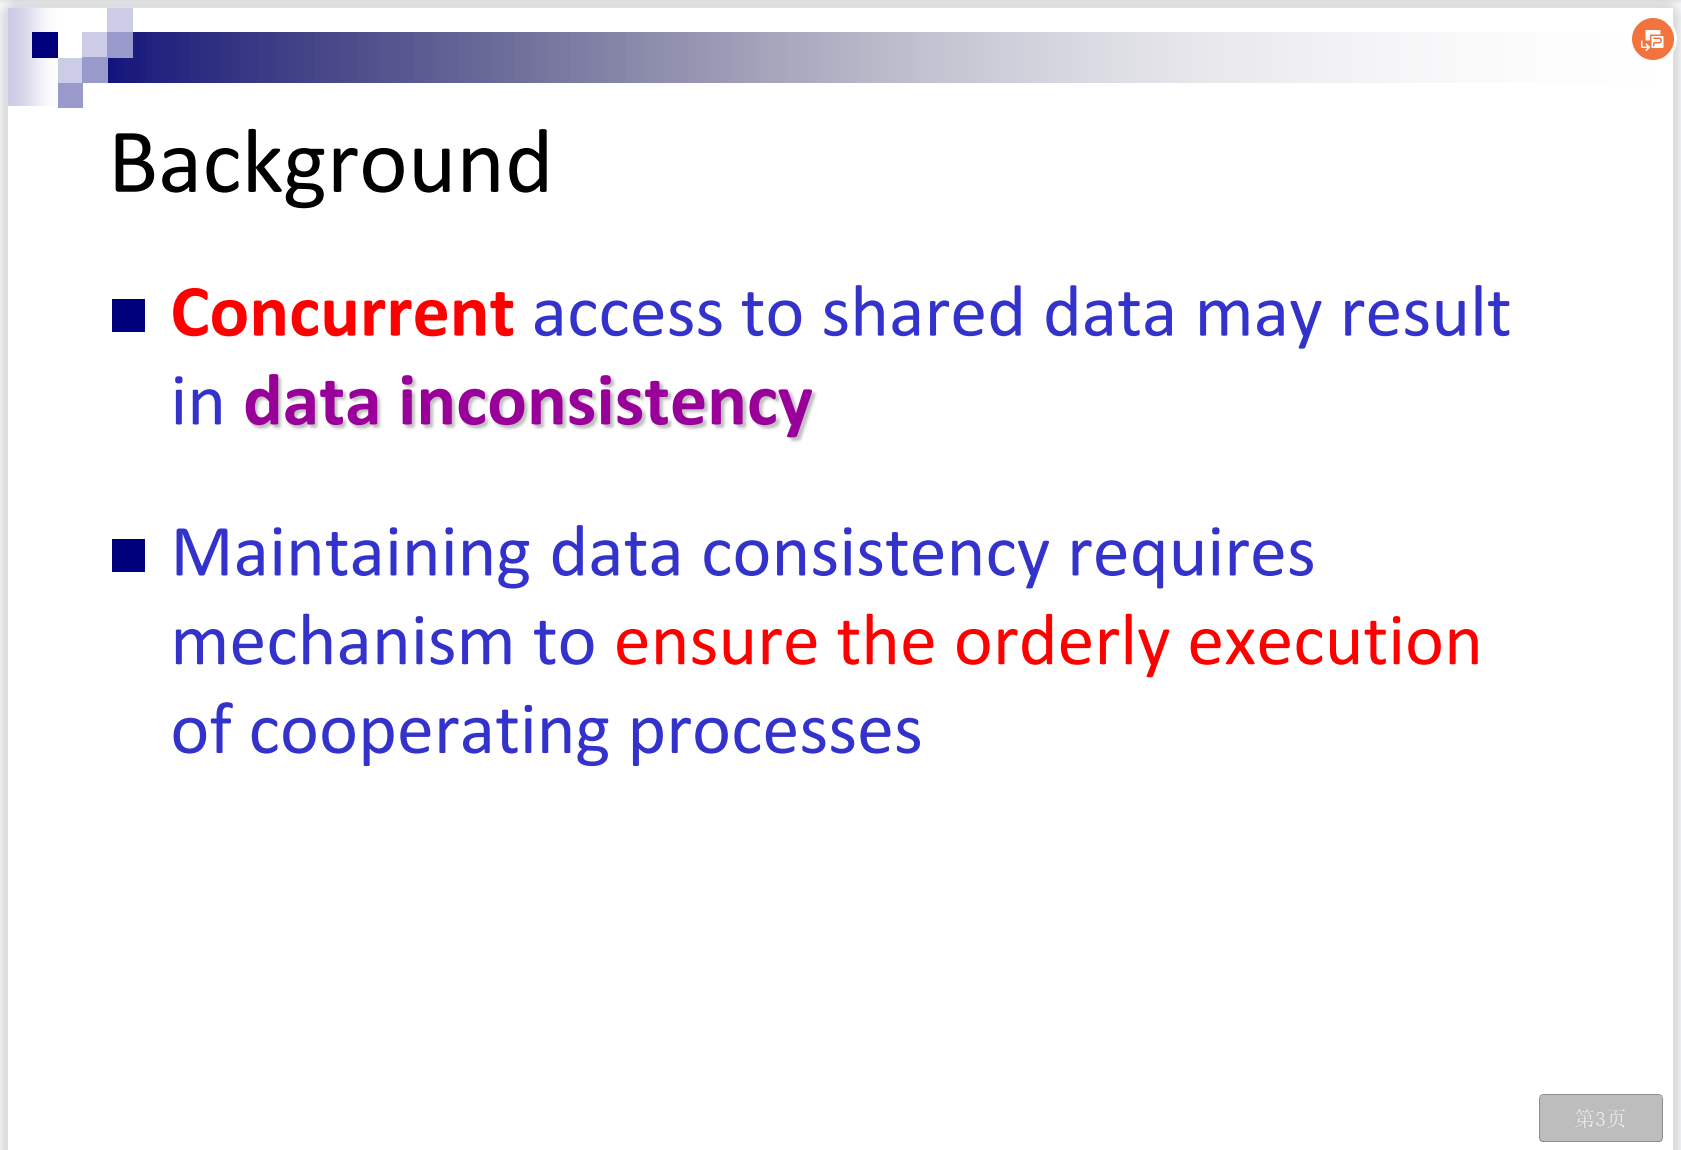 Background
Concurrent access to shared data may result
in data inconsistency
Maintaining data consistency requires
mechanism to ensure the orderly execution
of cooperating processes
第3页